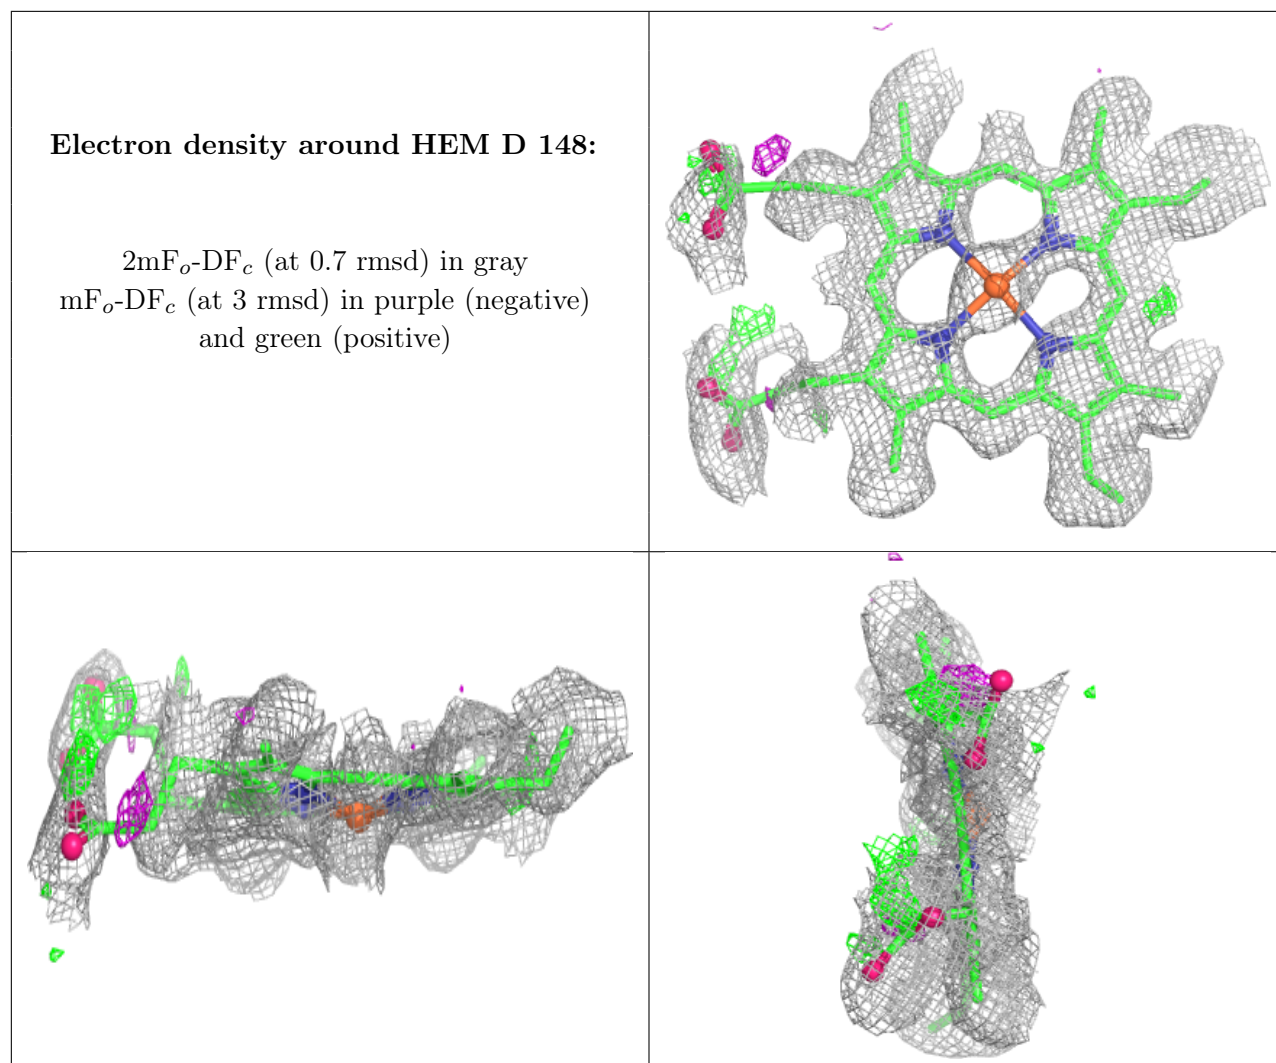 Electron density around HEM D 148:
2mFo-DFc (at 0.7 rmsd) in gray
mFo-DFc (at 3 rmsd) in purple (negative)
and green (positive)